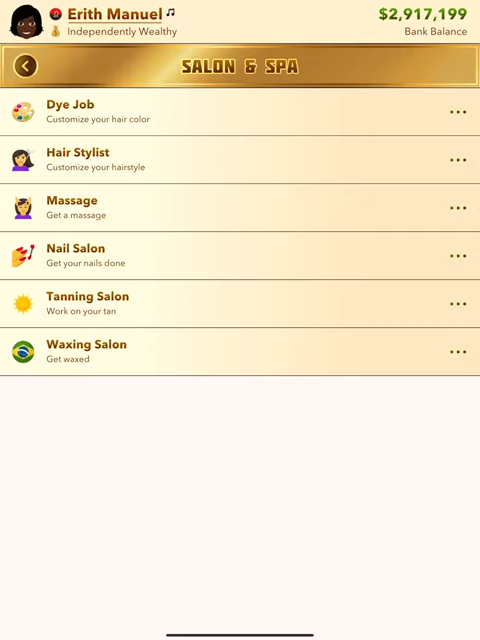 Erith Manuel
$2,917,199
Independently Wealthy
Bank Balance
SALON & SPA
Dye Job
Customize your hair color
Hair Stylist
Customize your hairstyle
Massage
Get a massage
Nail Salon
Get your nails done
Tanning Salon
Work on your tan
Waxing Salon
Get waxed